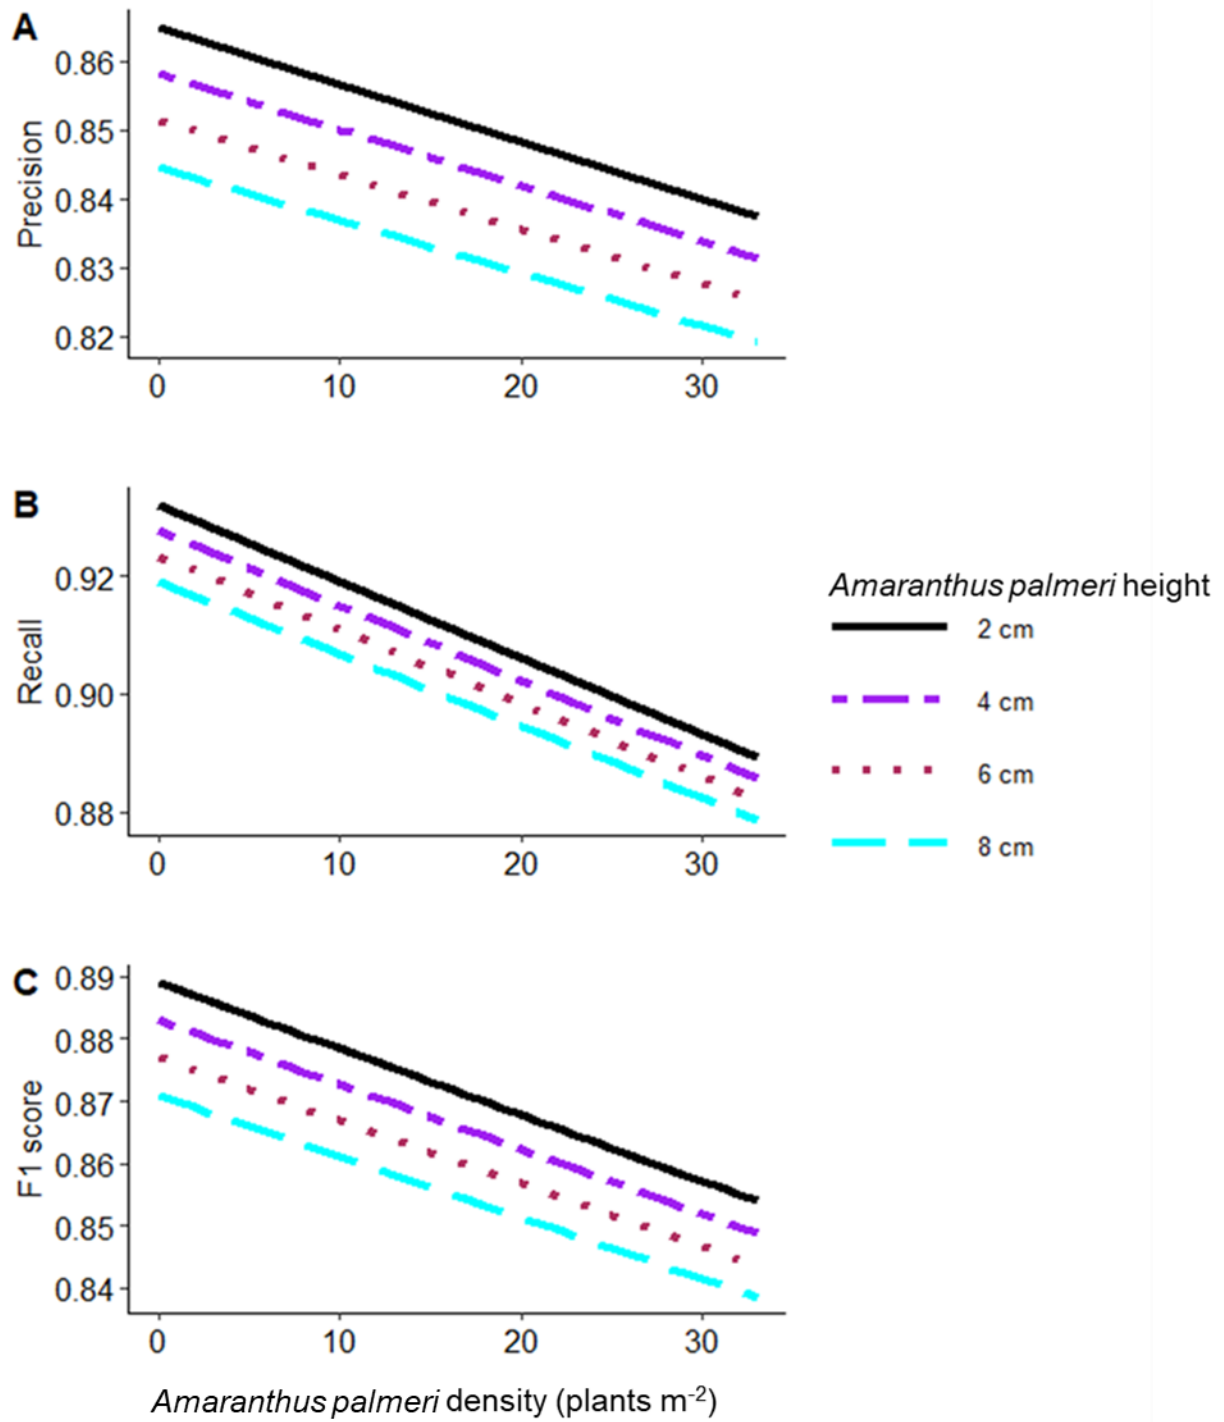 A
Precision
0.86
0.85
0.84
0.83
0.82
0 10 20 30
B
Recall
0.92
0.90
0.88
0 10 20 30
Amaranthus palmeri height
2 cm
4 cm
6 cm
8 cm
C
F1 score
0.89
0.88
0.87
0.86
0.85
0.84
0 10 20 30
Amaranthus palmeri density (plants m⁻²)